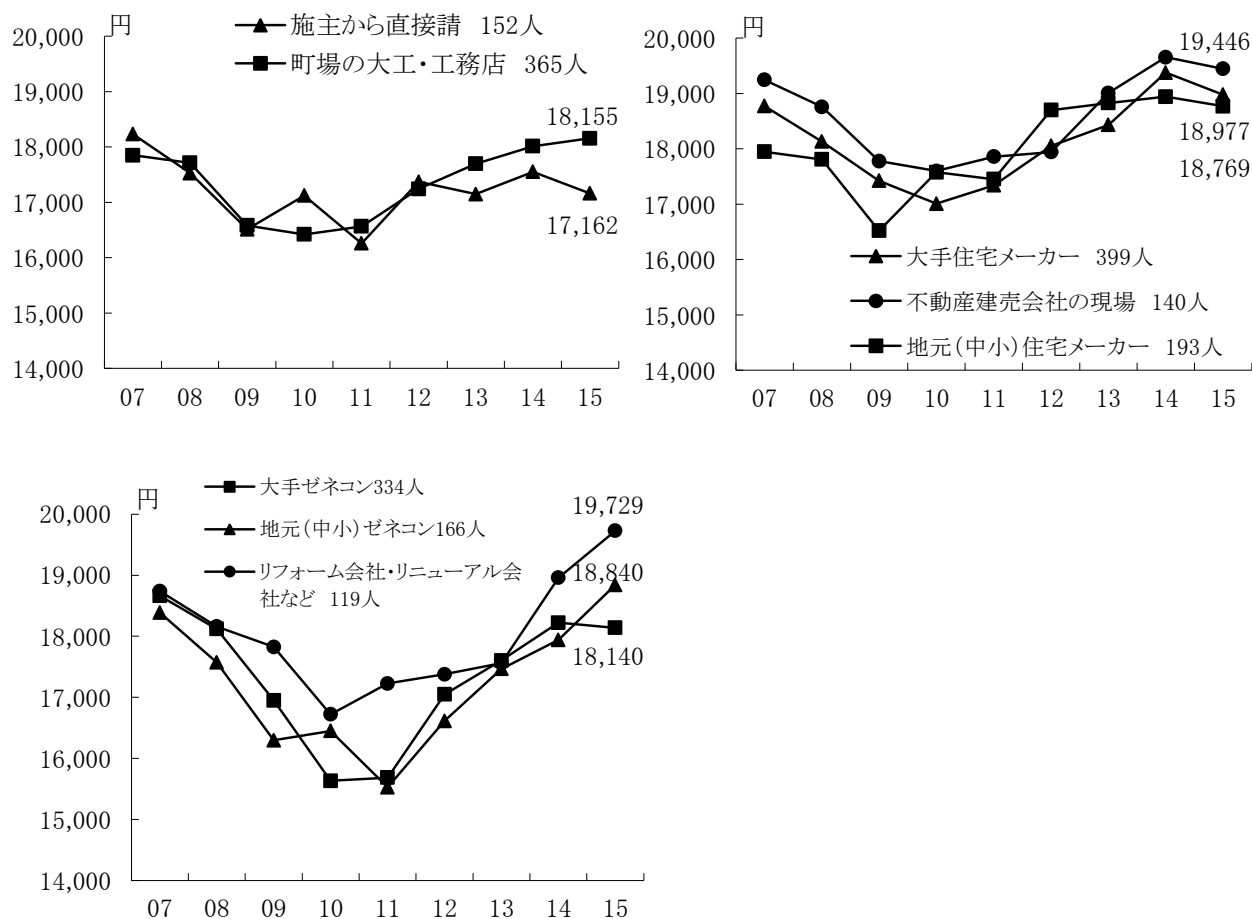 円
▲ 施主から直接請 152人
■ 町場の大工・工務店 365人
20,000
19,000
18,000
17,000
16,000
15,000
14,000
18,155
17,162
07 08 09 10 11 12 13 14 15
円
20,000
19,000
18,000
17,000
16,000
15,000
14,000
19,446
18,977
18,769
▲ 大手住宅メーカー 399人
● 不動産建売会社の現場 140人
■ 地元(中小)住宅メーカー 193人
07 08 09 10 11 12 13 14 15
円
■ 大手ゼネコン334人
▲ 地元(中小)ゼネコン166人
● リフォーム会社・リニューアル会
社など 119人
20,000
19,000
18,000
17,000
16,000
15,000
14,000
19,729
18,840
18,140
07 08 09 10 11 12 13 14 15